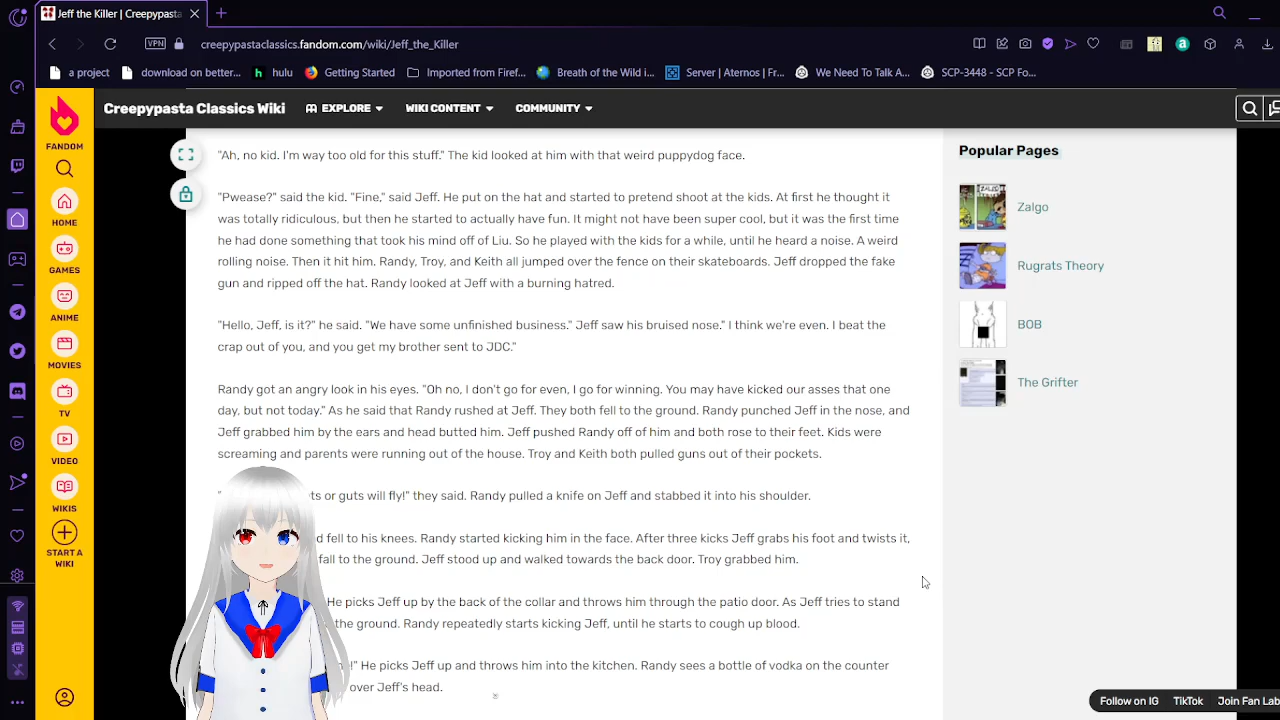 Jeff the Killer | Creepypasta
VPN
creepypastaclassics.fandom.com/wiki/Jeff_the_Killer
a project
download on better...
hulu
Getting Started
Imported from Firef...
Breath of the Wild i...
Server | Aternos | Fr...
We Need To Talk A...
SCP-3448 - SCP Fo...
Creepypasta Classics Wiki
EXPLORE
WIKI CONTENT
COMMUNITY
FANDOM
HOME
GAMES
ANIME
MOVIES
TV
VIDEO
WIKIS
START A
WIKI
"Ah, no kid. I'm way too old for this stuff." The kid looked at him with that weird puppydog face.
"Pwease?" said the kid. "Fine," said Jeff. He put on the hat and started to pretend shoot at the kids. At first he thought it
was totally ridiculous, but then he started to actually have fun. It might not have been super cool, but it was the first time
he had done something that took his mind off of Liu. So he played with the kids for a while, until he heard a noise. A weird
rolling noise. Then it hit him. Randy, Troy, and Keith all jumped over the fence on their skateboards. Jeff dropped the fake
gun and ripped off the hat. Randy looked at Jeff with a burning hatred.
"Hello, Jeff, is it?" he said. "We have some unfinished business." Jeff saw his bruised nose." I think we're even. I beat the
crap out of you, and you get my brother sent to JDC."
Randy got an angry look in his eyes. "Oh no, I don't go for even, I go for winning. You may have kicked our asses that one
day, but not today." As he said that Randy rushed at Jeff. They both fell to the ground. Randy punched Jeff in the nose, and
Jeff grabbed him by the ears and head butted him. Jeff pushed Randy off of him and both rose to their feet. Kids were
screaming and parents were running out of the house. Troy and Keith both pulled guns out of their pockets.
ts or guts will fly!" they said. Randy pulled a knife on Jeff and stabbed it into his shoulder.
d fell to his knees. Randy started kicking him in the face. After three kicks Jeff grabs his foot and twists it,
fall to the ground. Jeff stood up and walked towards the back door. Troy grabbed him.
He picks Jeff up by the back of the collar and throws him through the patio door. As Jeff tries to stand
the ground. Randy repeatedly starts kicking Jeff, until he starts to cough up blood.
!" He picks Jeff up and throws him into the kitchen. Randy sees a bottle of vodka on the counter
over Jeff's head.
Popular Pages
Zalgo
Rugrats Theory
BOB
The Grifter
Follow on IG
TikTok
Join Fan Lab